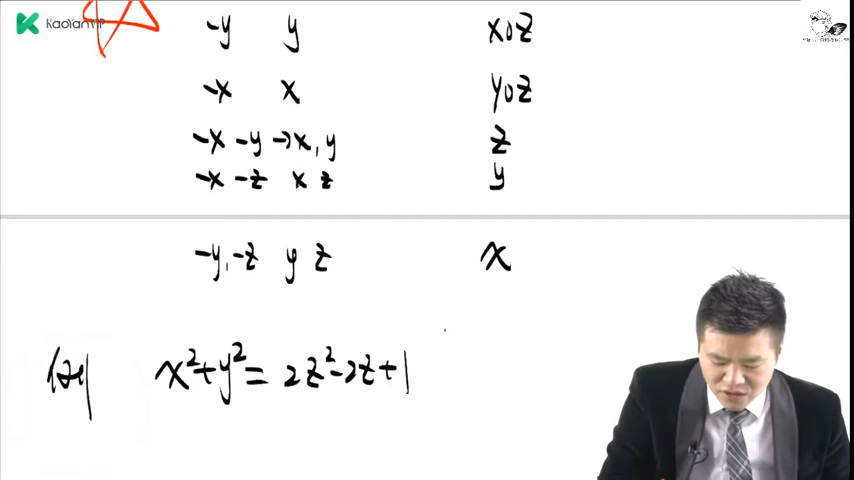 KaoYanVIP
-y y xoz
-x x yoz
-x -y → x, y z
-x -z x z y
-y, -z y z x
例 x²+y² = 2z²-2z+1